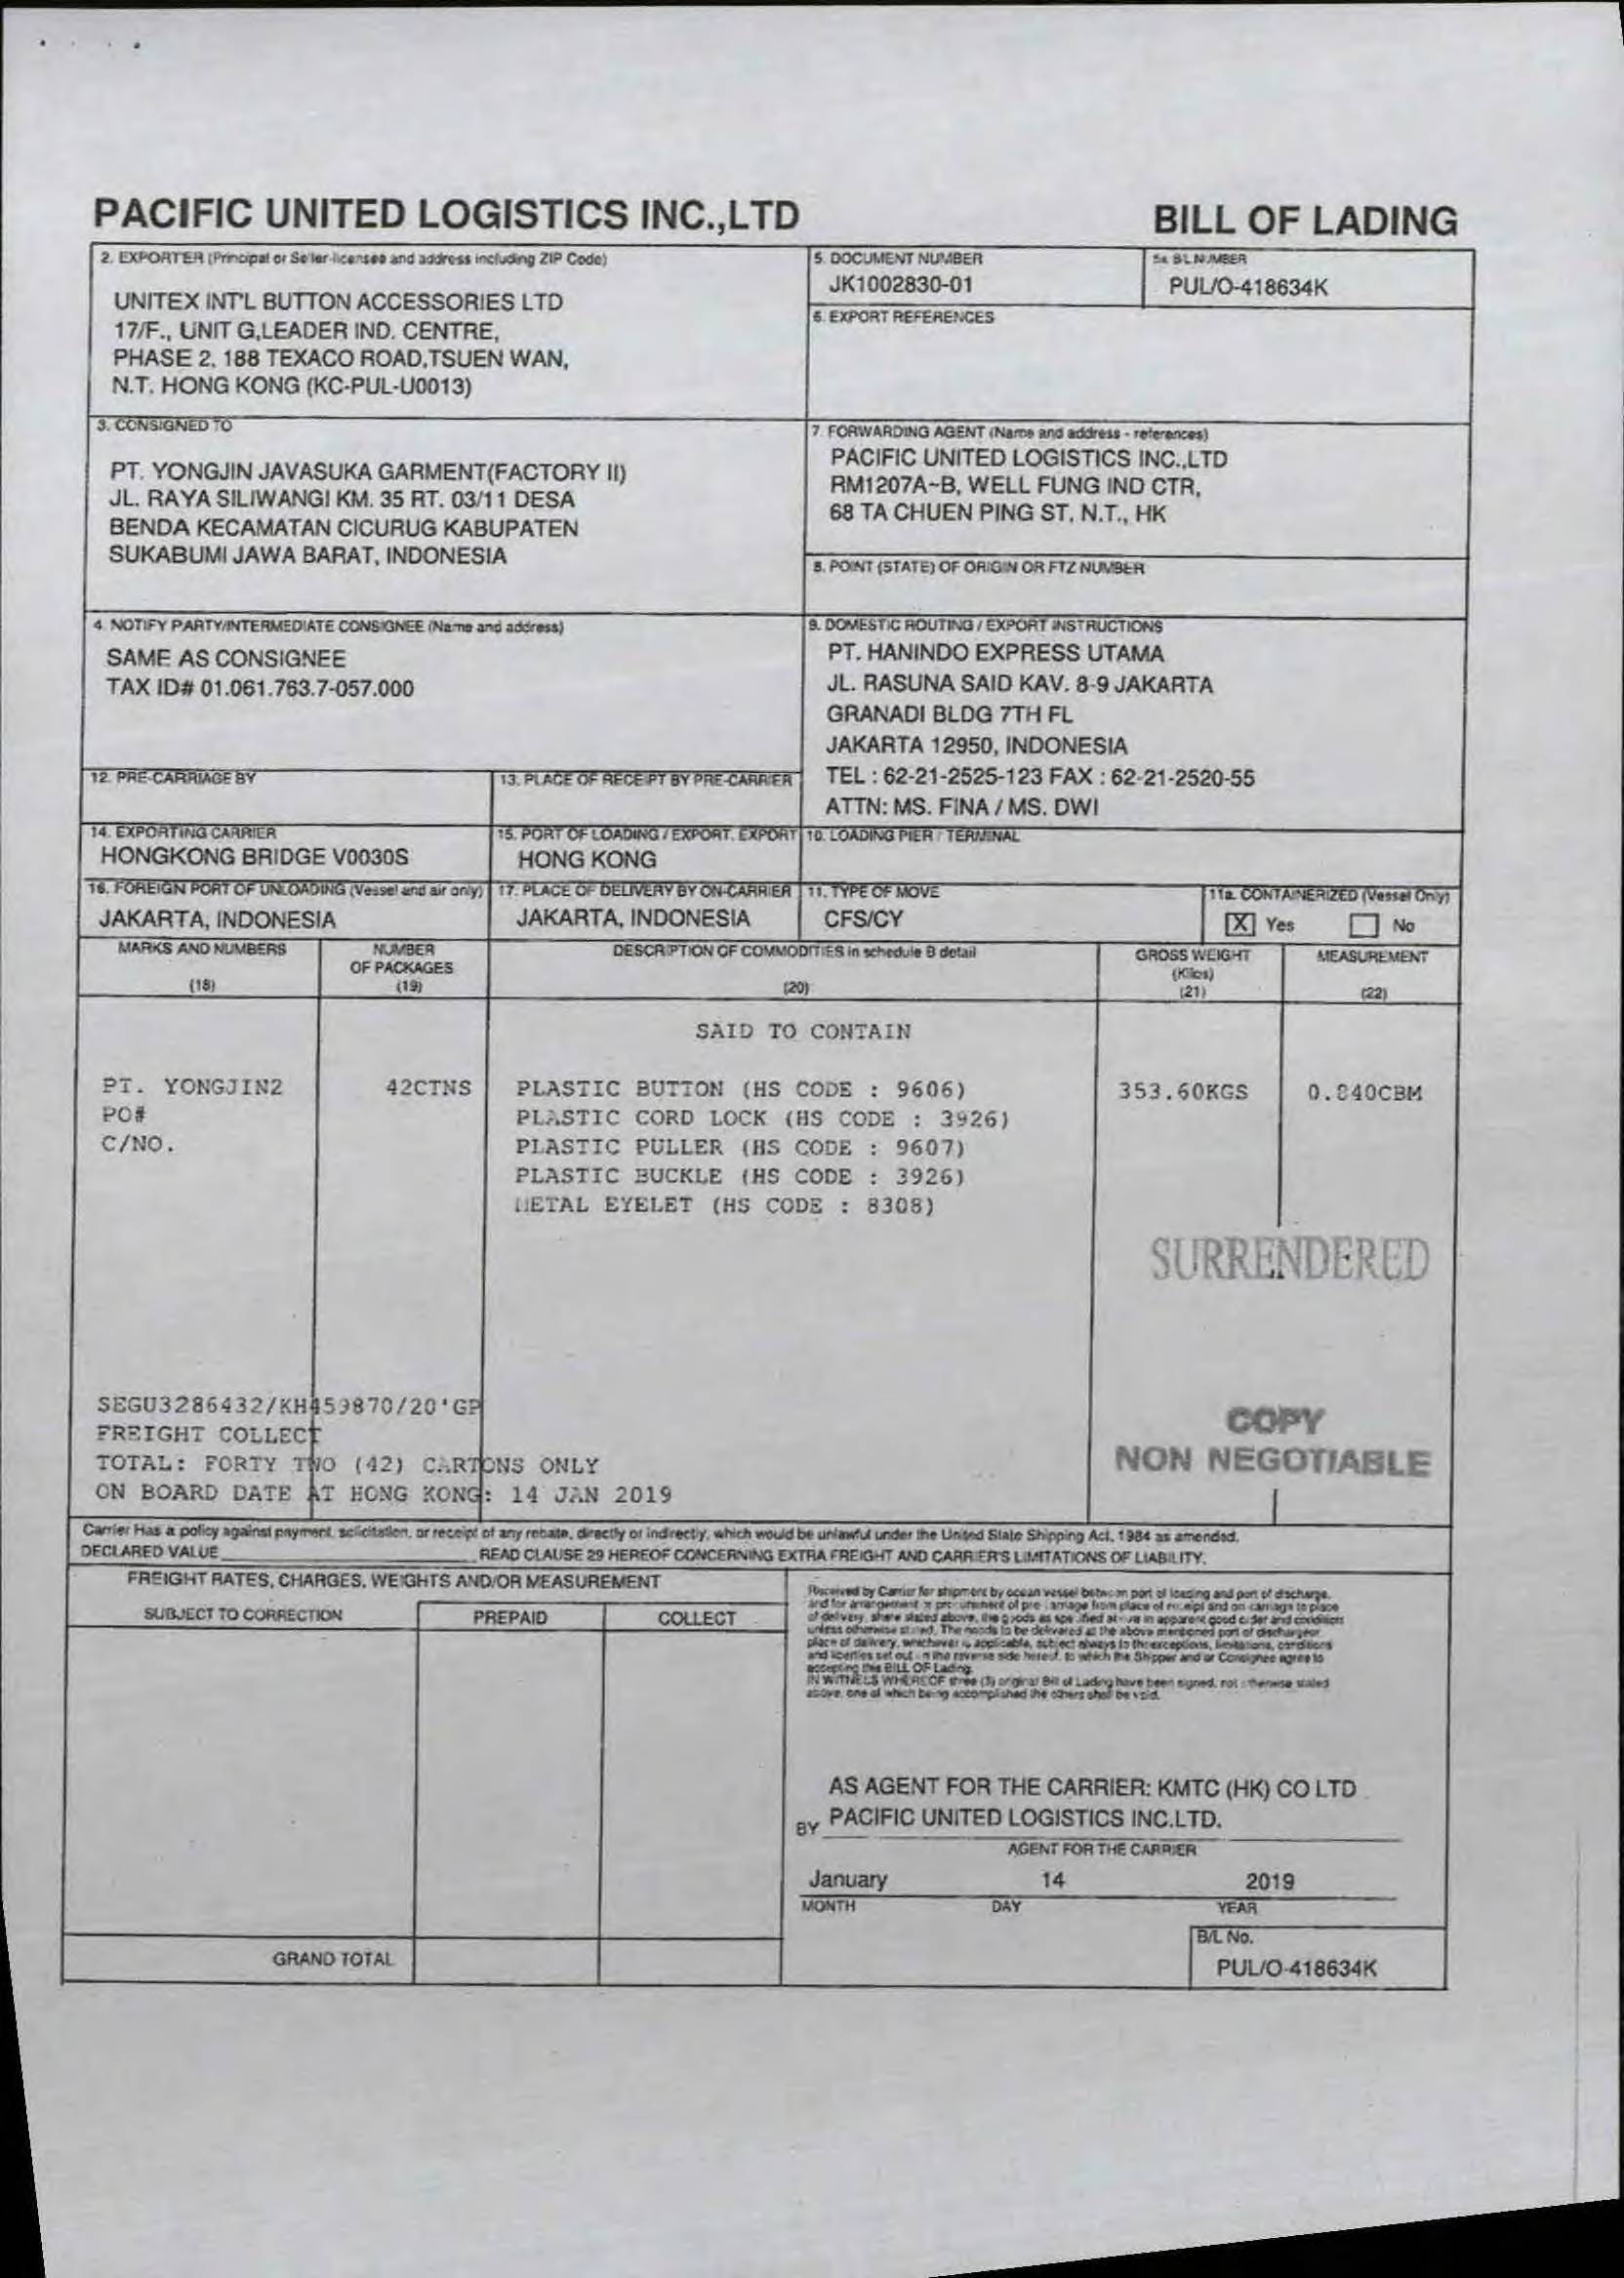 PACIFIC UNITED LOGISTICS INC.,LTD
BILL OF LADING
2. EXPORTER (Principal or Seller-licensee and address including ZIP Code)
UNITEX INT'L BUTTON ACCESSORIES LTD
17/F., UNIT G,LEADER IND. CENTRE,
PHASE 2, 188 TEXACO ROAD,TSUEN WAN,
N.T. HONG KONG (KC-PUL-U0013)
5. DOCUMENT NUMBER
JK1002830-01
5a. B/L NUMBER
PUL/O-418634K
6. EXPORT REFERENCES
3. CONSIGNED TO
PT. YONGJIN JAVASUKA GARMENT(FACTORY II)
JL. RAYA SILIWANGI KM. 35 RT. 03/11 DESA
BENDA KECAMATAN CICURUG KABUPATEN
SUKABUMI JAWA BARAT, INDONESIA
7. FORWARDING AGENT (Name and address - references)
PACIFIC UNITED LOGISTICS INC.,LTD
RM1207A~B, WELL FUNG IND CTR,
68 TA CHUEN PING ST, N.T., HK
8. POINT (STATE) OF ORIGIN OR FTZ NUMBER
4. NOTIFY PARTY/INTERMEDIATE CONSIGNEE (Name and address)
SAME AS CONSIGNEE
TAX ID# 01.061.763.7-057.000
9. DOMESTIC ROUTING / EXPORT INSTRUCTIONS
PT. HANINDO EXPRESS UTAMA
JL. RASUNA SAID KAV. 8-9 JAKARTA
GRANADI BLDG 7TH FL
JAKARTA 12950, INDONESIA
TEL : 62-21-2525-123 FAX : 62-21-2520-55
ATTN: MS. FINA / MS. DWI
12. PRE-CARRIAGE BY
13. PLACE OF RECEIPT BY PRE-CARRIER
14. EXPORTING CARRIER
HONGKONG BRIDGE V0030S
15. PORT OF LOADING / EXPORT. EXPORT
HONG KONG
10. LOADING PIER / TERMINAL
16. FOREIGN PORT OF UNLOADING (Vessel and air only)
JAKARTA, INDONESIA
17. PLACE OF DELIVERY BY ON-CARRIER
JAKARTA, INDONESIA
11. TYPE OF MOVE
CFS/CY
11a. CONTAINERIZED (Vessel Only)
[X] Yes
No
MARKS AND NUMBERS
(18)
NUMBER
OF PACKAGES
(19)
DESCRIPTION OF COMMODITIES in schedule B detail
(20)
GROSS WEIGHT
(Kilos)
(21)
MEASUREMENT
(22)
SAID TO CONTAIN
PT. YONGJIN2
PO#
C/NO.
42CTNS
PLASTIC BUTTON (HS CODE : 9606)
PLASTIC CORD LOCK (HS CODE : 3926)
PLASTIC PULLER (HS CODE : 9607)
PLASTIC BUCKLE (HS CODE : 3926)
METAL EYELET (HS CODE : 8308)
353.60KGS
0.840CBM
SURRENDERED
SEGU3286432/KH459870/20'GP
FREIGHT COLLECT
TOTAL: FORTY TWO (42) CARTONS ONLY
ON BOARD DATE AT HONG KONG: 14 JAN 2019
COPY
NON NEGOTIABLE
Carrier Has a policy against payment, solicitation, or receipt of any rebate, directly or indirectly, which would be unlawful under the United State Shipping Act, 1984 as amended.
DECLARED VALUE READ CLAUSE 29 HEREOF CONCERNING EXTRA FREIGHT AND CARRIER'S LIMITATIONS OF LIABILITY.
FREIGHT RATES, CHARGES, WEIGHTS AND/OR MEASUREMENT
SUBJECT TO CORRECTION
PREPAID
COLLECT
GRAND TOTAL
Received by Carrier for shipment by ocean vessel between port of loading and port of discharge,
and for arrangement or procurement of pre-carriage from place of receipt and on-carriage to place
of delivery, where stated above, the goods as specified above in apparent good order and condition
unless otherwise stated. The goods to be delivered at the above mentioned port of discharge or
place of delivery, whichever is applicable, subject always to the exceptions, limitations, conditions
and liberties set out on the reverse side hereof, to which the Shipper and or Consignee agree to
accepting this BILL OF Lading.
IN WITNESS WHEREOF three (3) original Bill of Lading have been signed, not otherwise stated
above, one of which being accomplished the others shall be void.
AS AGENT FOR THE CARRIER: KMTC (HK) CO LTD
BY PACIFIC UNITED LOGISTICS INC.LTD.
AGENT FOR THE CARRIER
January 14 2019
MONTH DAY YEAR
B/L No.
PUL/O-418634K